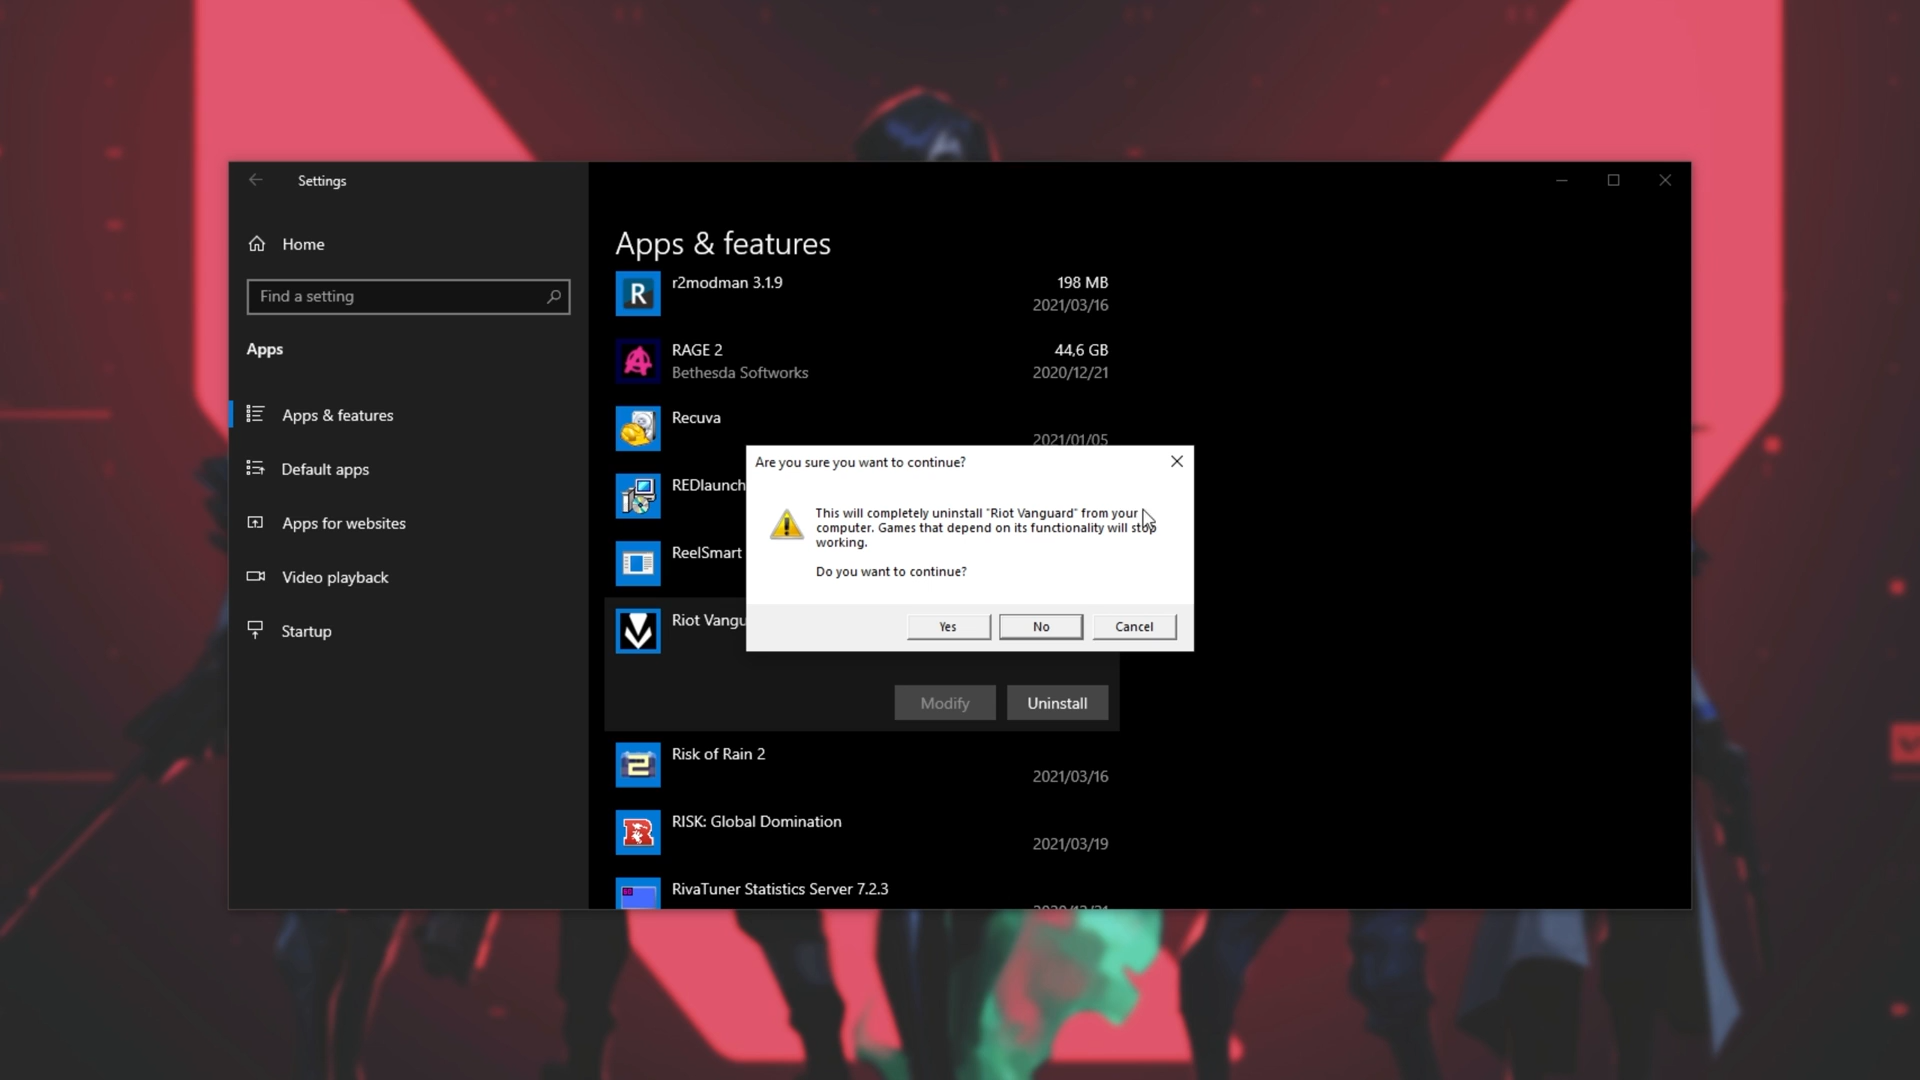 Settings
Home
Find a setting
Apps
Apps & features
Default apps
Apps for websites
Video playback
Startup
Apps & features
r2modman 3.1.9
198 MB
2021/03/16
RAGE 2
44,6 GB
Bethesda Softworks
2020/12/21
Recuva
2021/01/05
REDlaunch
ReelSmart
Riot Vangu
Are you sure you want to continue?
This will completely uninstall "Riot Vanguard" from your
computer. Games that depend on its functionality will stop
working.
Do you want to continue?
Yes
No
Cancel
Modify
Uninstall
Risk of Rain 2
2021/03/16
RISK: Global Domination
2021/03/19
RivaTuner Statistics Server 7.2.3